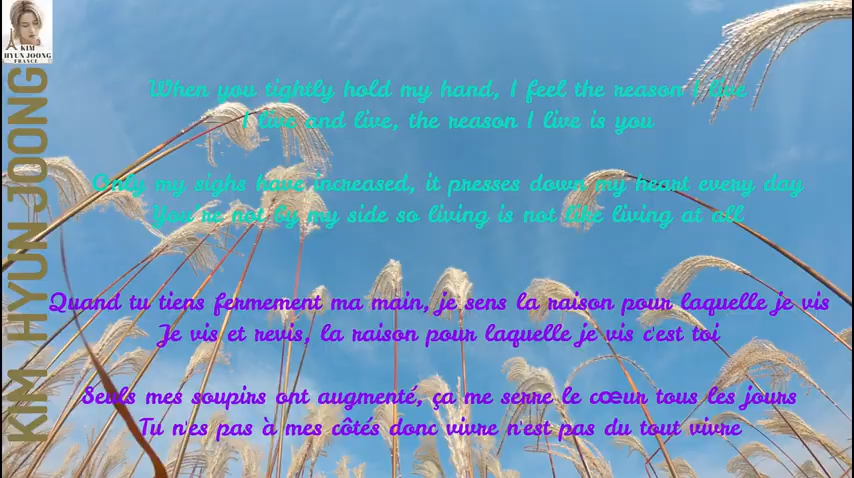 KIM
HYUN JOONG
FRANCE
KIM HYUN JOONG
When you tightly hold my hand, I feel the reason I live
I live and live, the reason I live is you
Only my sighs have increased, it presses down my heart every day
You're not by my side so living is not like living at all
Quand tu tiens fermement ma main, je sens la raison pour laquelle je vis
Je vis et revis, la raison pour laquelle je vis c'est toi
Seuls mes soupirs ont augmenté, ça me serre le cœur tous les jours
Tu n'es pas à mes côtés donc vivre n'est pas du tout vivre